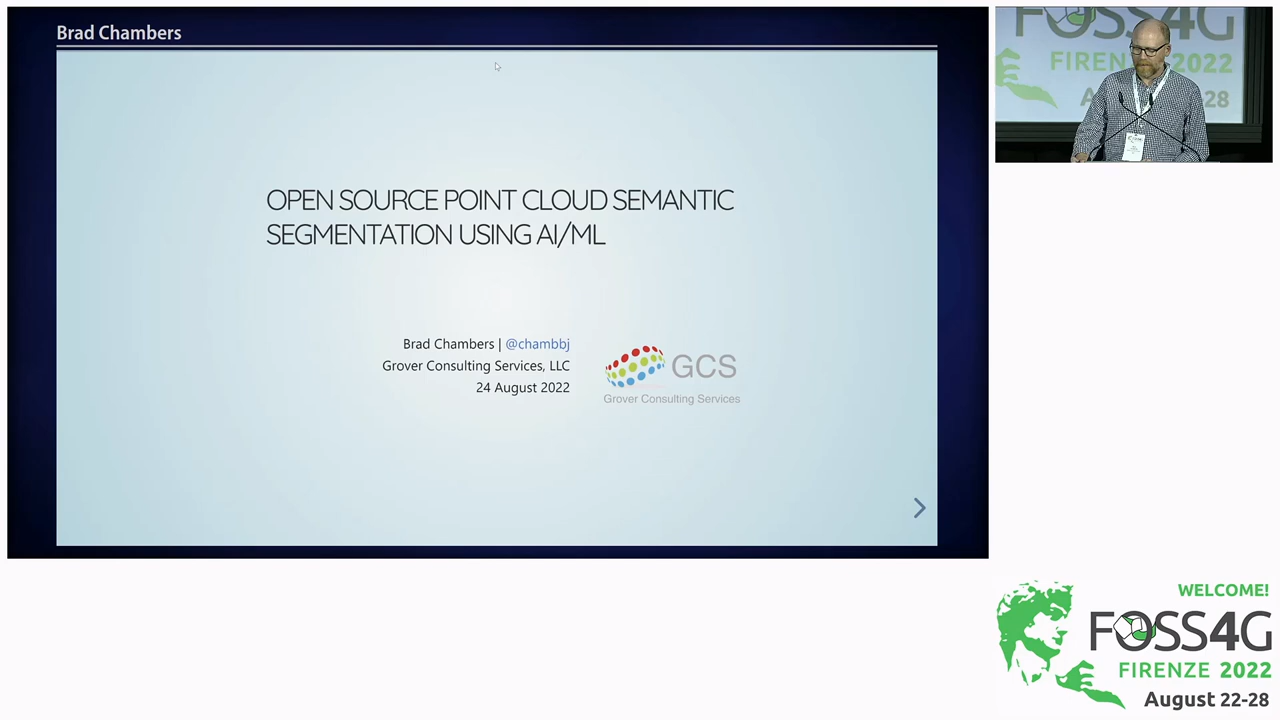 Brad Chambers
OPEN SOURCE POINT CLOUD SEMANTIC
SEGMENTATION USING AI/ML
Brad Chambers | @chambbj
Grover Consulting Services, LLC
24 August 2022
GCS
Grover Consulting Services
FOSS4G
FIRENZE 2022
28
WELCOME!
FOSS4G
FIRENZE 2022
August 22-28